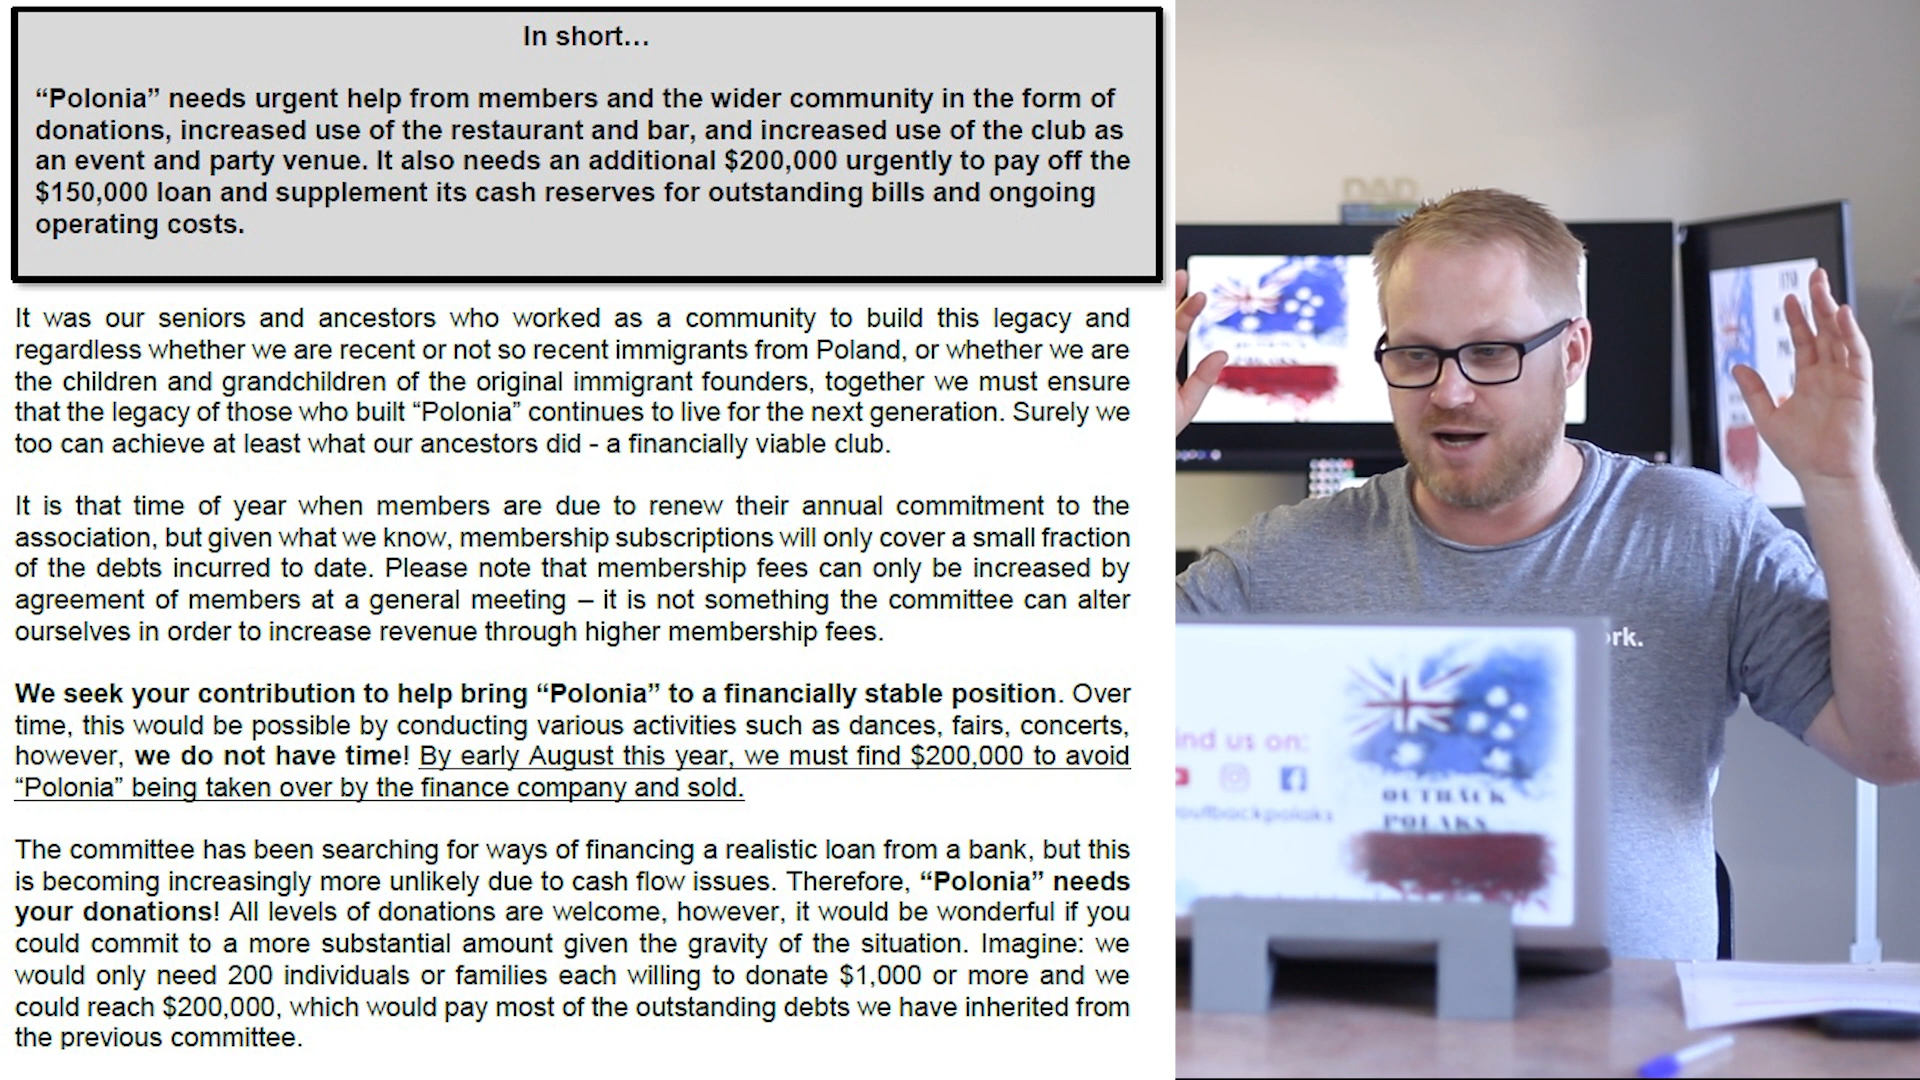 In short…
“Polonia” needs urgent help from members and the wider community in the form of
donations, increased use of the restaurant and bar, and increased use of the club as
an event and party venue. It also needs an additional $200,000 urgently to pay off the
$150,000 loan and supplement its cash reserves for outstanding bills and ongoing
operating costs.
It was our seniors and ancestors who worked as a community to build this legacy and
regardless whether we are recent or not so recent immigrants from Poland, or whether we are
the children and grandchildren of the original immigrant founders, together we must ensure
that the legacy of those who built “Polonia” continues to live for the next generation. Surely we
too can achieve at least what our ancestors did - a financially viable club.
It is that time of year when members are due to renew their annual commitment to the
association, but given what we know, membership subscriptions will only cover a small fraction
of the debts incurred to date. Please note that membership fees can only be increased by
agreement of members at a general meeting – it is not something the committee can alter
ourselves in order to increase revenue through higher membership fees.
We seek your contribution to help bring “Polonia” to a financially stable position. Over
time, this would be possible by conducting various activities such as dances, fairs, concerts,
however, we do not have time! By early August this year, we must find $200,000 to avoid
“Polonia” being taken over by the finance company and sold.
The committee has been searching for ways of financing a realistic loan from a bank, but this
is becoming increasingly more unlikely due to cash flow issues. Therefore, “Polonia” needs
your donations! All levels of donations are welcome, however, it would be wonderful if you
could commit to a more substantial amount given the gravity of the situation. Imagine: we
would only need 200 individuals or families each willing to donate $1,000 or more and we
could reach $200,000, which would pay most of the outstanding debts we have inherited from
the previous committee.
DAD
ork.
ind us on:
outbackpolaks
OUTBACK
POLAKS